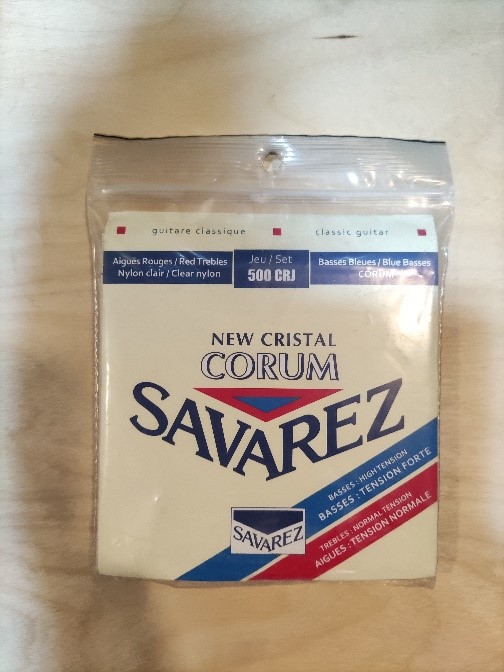 guitare classique classic guitar
Aigues Rouges / Red Trebles
Nylon clair / Clear nylon
Jeu / Set
500 CRJ
Basses Bleues / Blue Basses
CORUM
NEW CRISTAL
CORUM
SAVAREZ
BASSES : HIGH TENSION
BASSES : TENSION FORTE
TREBLES : NORMAL TENSION
AIGUES : TENSION NORMALE
SAVAREZ